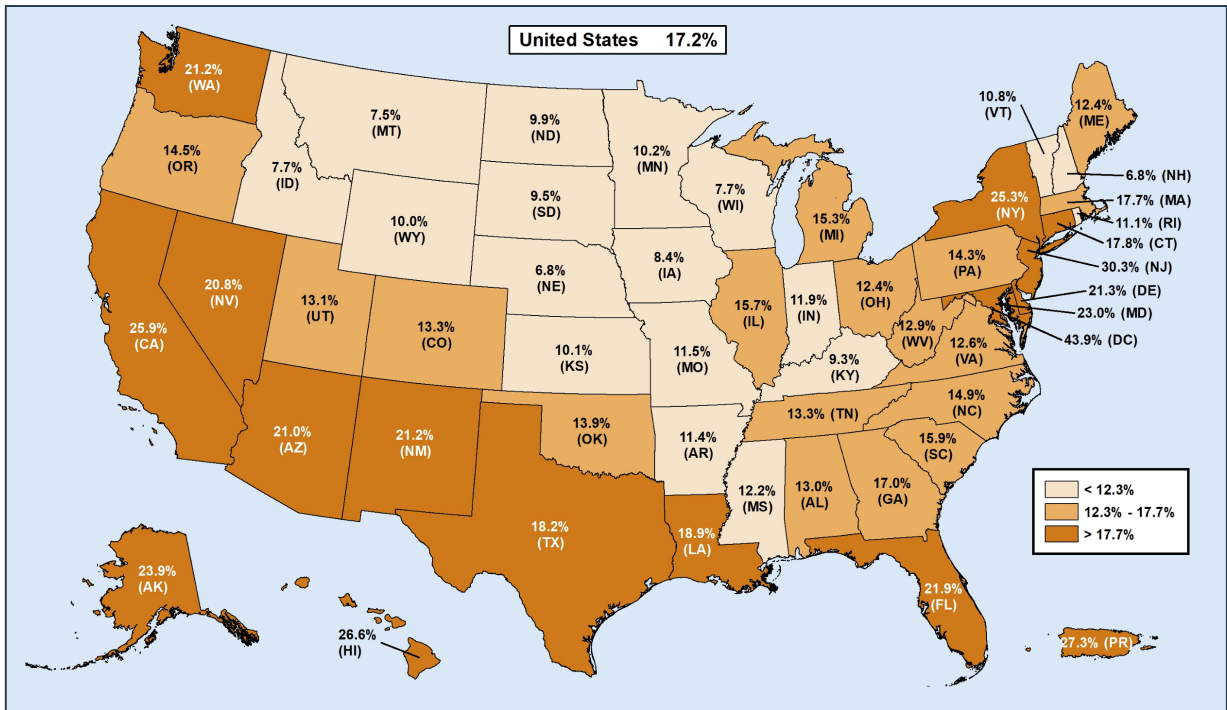 United States 17.2%
21.2%
(WA)
14.5%
(OR)
7.5%
(MT)
7.7%
(ID)
9.9%
(ND)
10.2%
(MN)
9.5%
(SD)
10.0%
(WY)
7.7%
(WI)
15.3%
(MI)
10.8%
(VT)
12.4%
(ME)
6.8% (NH)
25.3%
(NY)
17.7% (MA)
11.1% (RI)
17.8% (CT)
30.3% (NJ)
21.3% (DE)
23.0% (MD)
43.9% (DC)
14.3%
(PA)
8.4%
(IA)
6.8%
(NE)
20.8%
(NV)
13.1%
(UT)
13.3%
(CO)
25.9%
(CA)
15.7%
(IL)
11.9%
(IN)
12.4%
(OH)
12.9%
(WV)
12.6%
(VA)
10.1%
(KS)
11.5%
(MO)
9.3%
(KY)
13.3% (TN)
14.9%
(NC)
15.9%
(SC)
21.0%
(AZ)
21.2%
(NM)
13.9%
(OK)
11.4%
(AR)
12.2%
(MS)
13.0%
(AL)
17.0%
(GA)
18.2%
(TX)
18.9%
(LA)
21.9%
(FL)
23.9%
(AK)
26.6%
(HI)
27.3% (PR)
< 12.3%
12.3% - 17.7%
> 17.7%